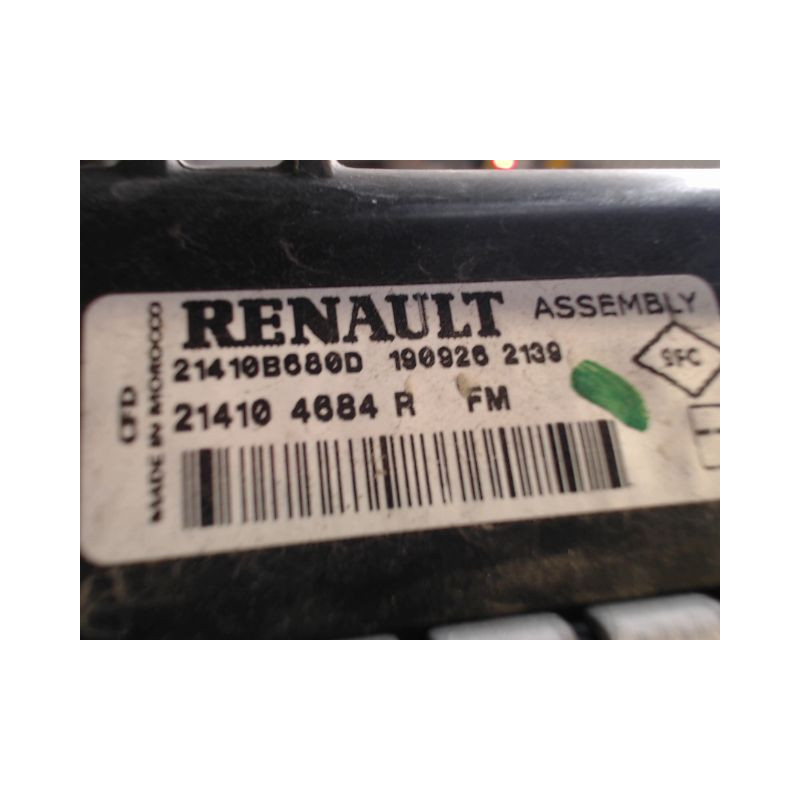 RENAULT ASSEMBLY
21410B680D 190926 2139
21410 4684 R FM
SFC
CFD
MADE IN MOROCCO